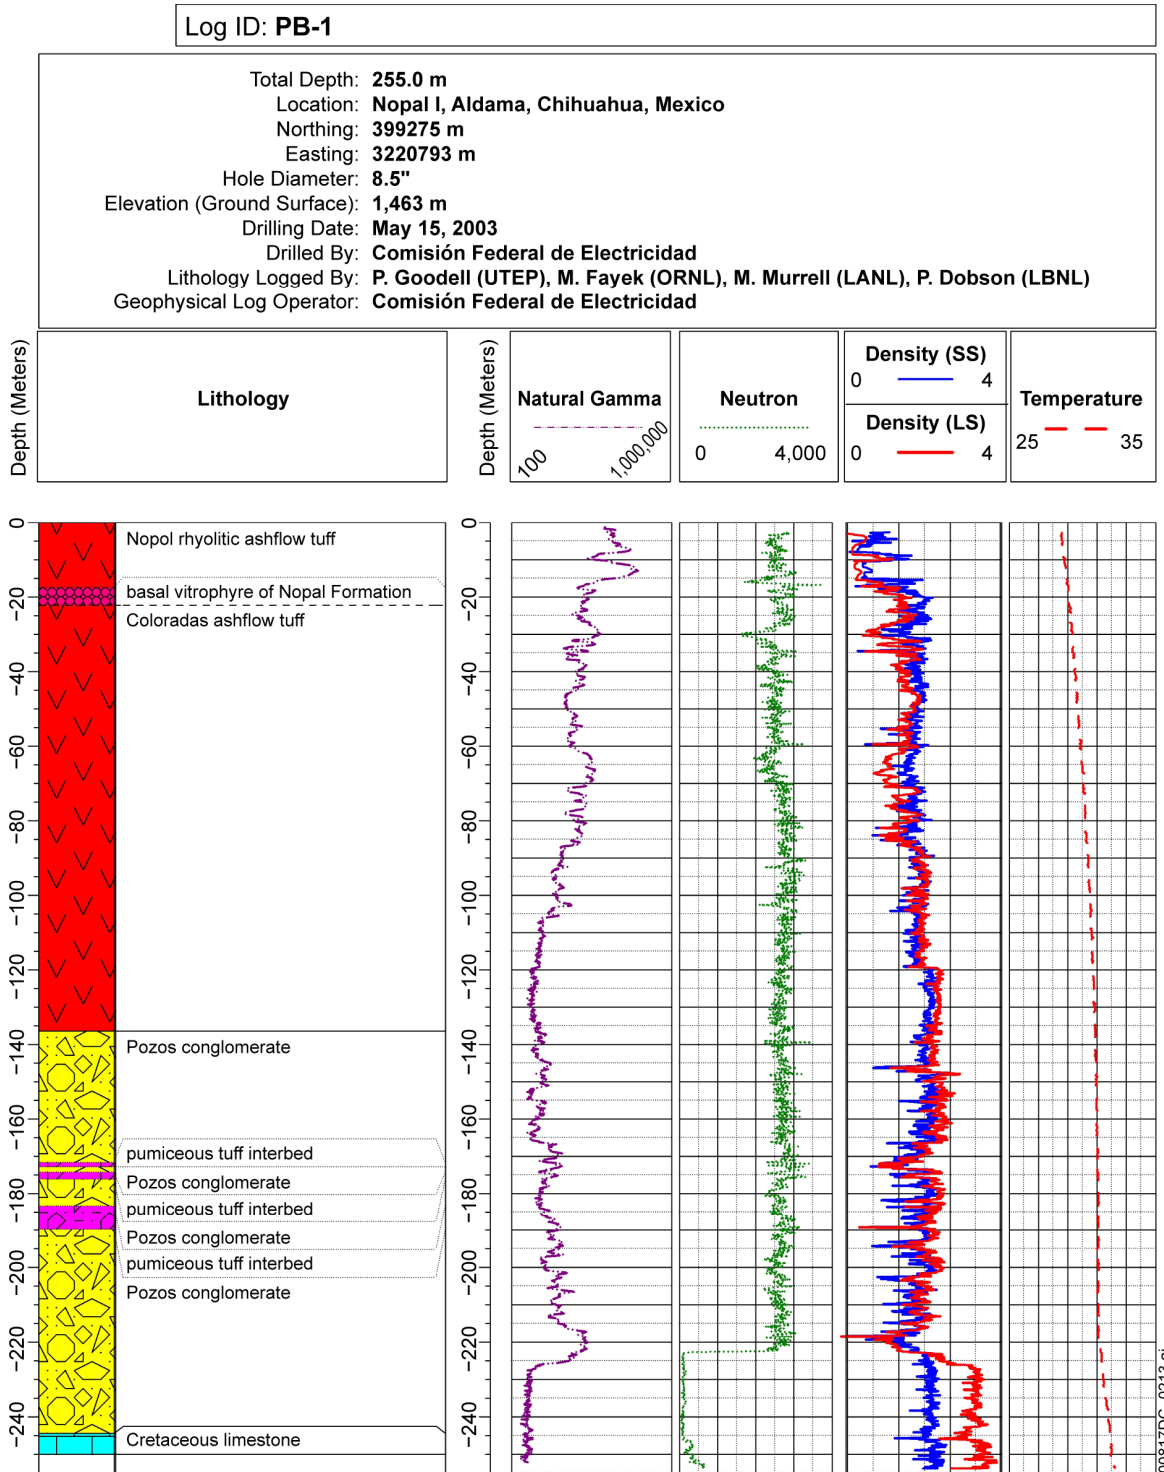 Log ID: PB-1
Total Depth: 255.0 m
Location: Nopal I, Aldama, Chihuahua, Mexico
Northing: 399275 m
Easting: 3220793 m
Hole Diameter: 8.5"
Elevation (Ground Surface): 1,463 m
Drilling Date: May 15, 2003
Drilled By: Comisión Federal de Electricidad
Lithology Logged By: P. Goodell (UTEP), M. Fayek (ORNL), M. Murrell (LANL), P. Dobson (LBNL)
Geophysical Log Operator: Comisión Federal de Electricidad
Depth (Meters)
Lithology
Depth (Meters)
Natural Gamma
100 1,000,000
Neutron
0 4,000
Density (SS)
0 4
Density (LS)
0 4
Temperature
25 35
0
-20
-40
-60
-80
-100
-120
-140
-160
-180
-200
-220
-240
Nopol rhyolitic ashflow tuff
basal vitrophyre of Nopal Formation
Coloradas ashflow tuff
Pozos conglomerate
pumiceous tuff interbed
Pozos conglomerate
pumiceous tuff interbed
Pozos conglomerate
pumiceous tuff interbed
Pozos conglomerate
Cretaceous limestone
0
-20
-40
-60
-80
-100
-120
-140
-160
-180
-200
-220
-240